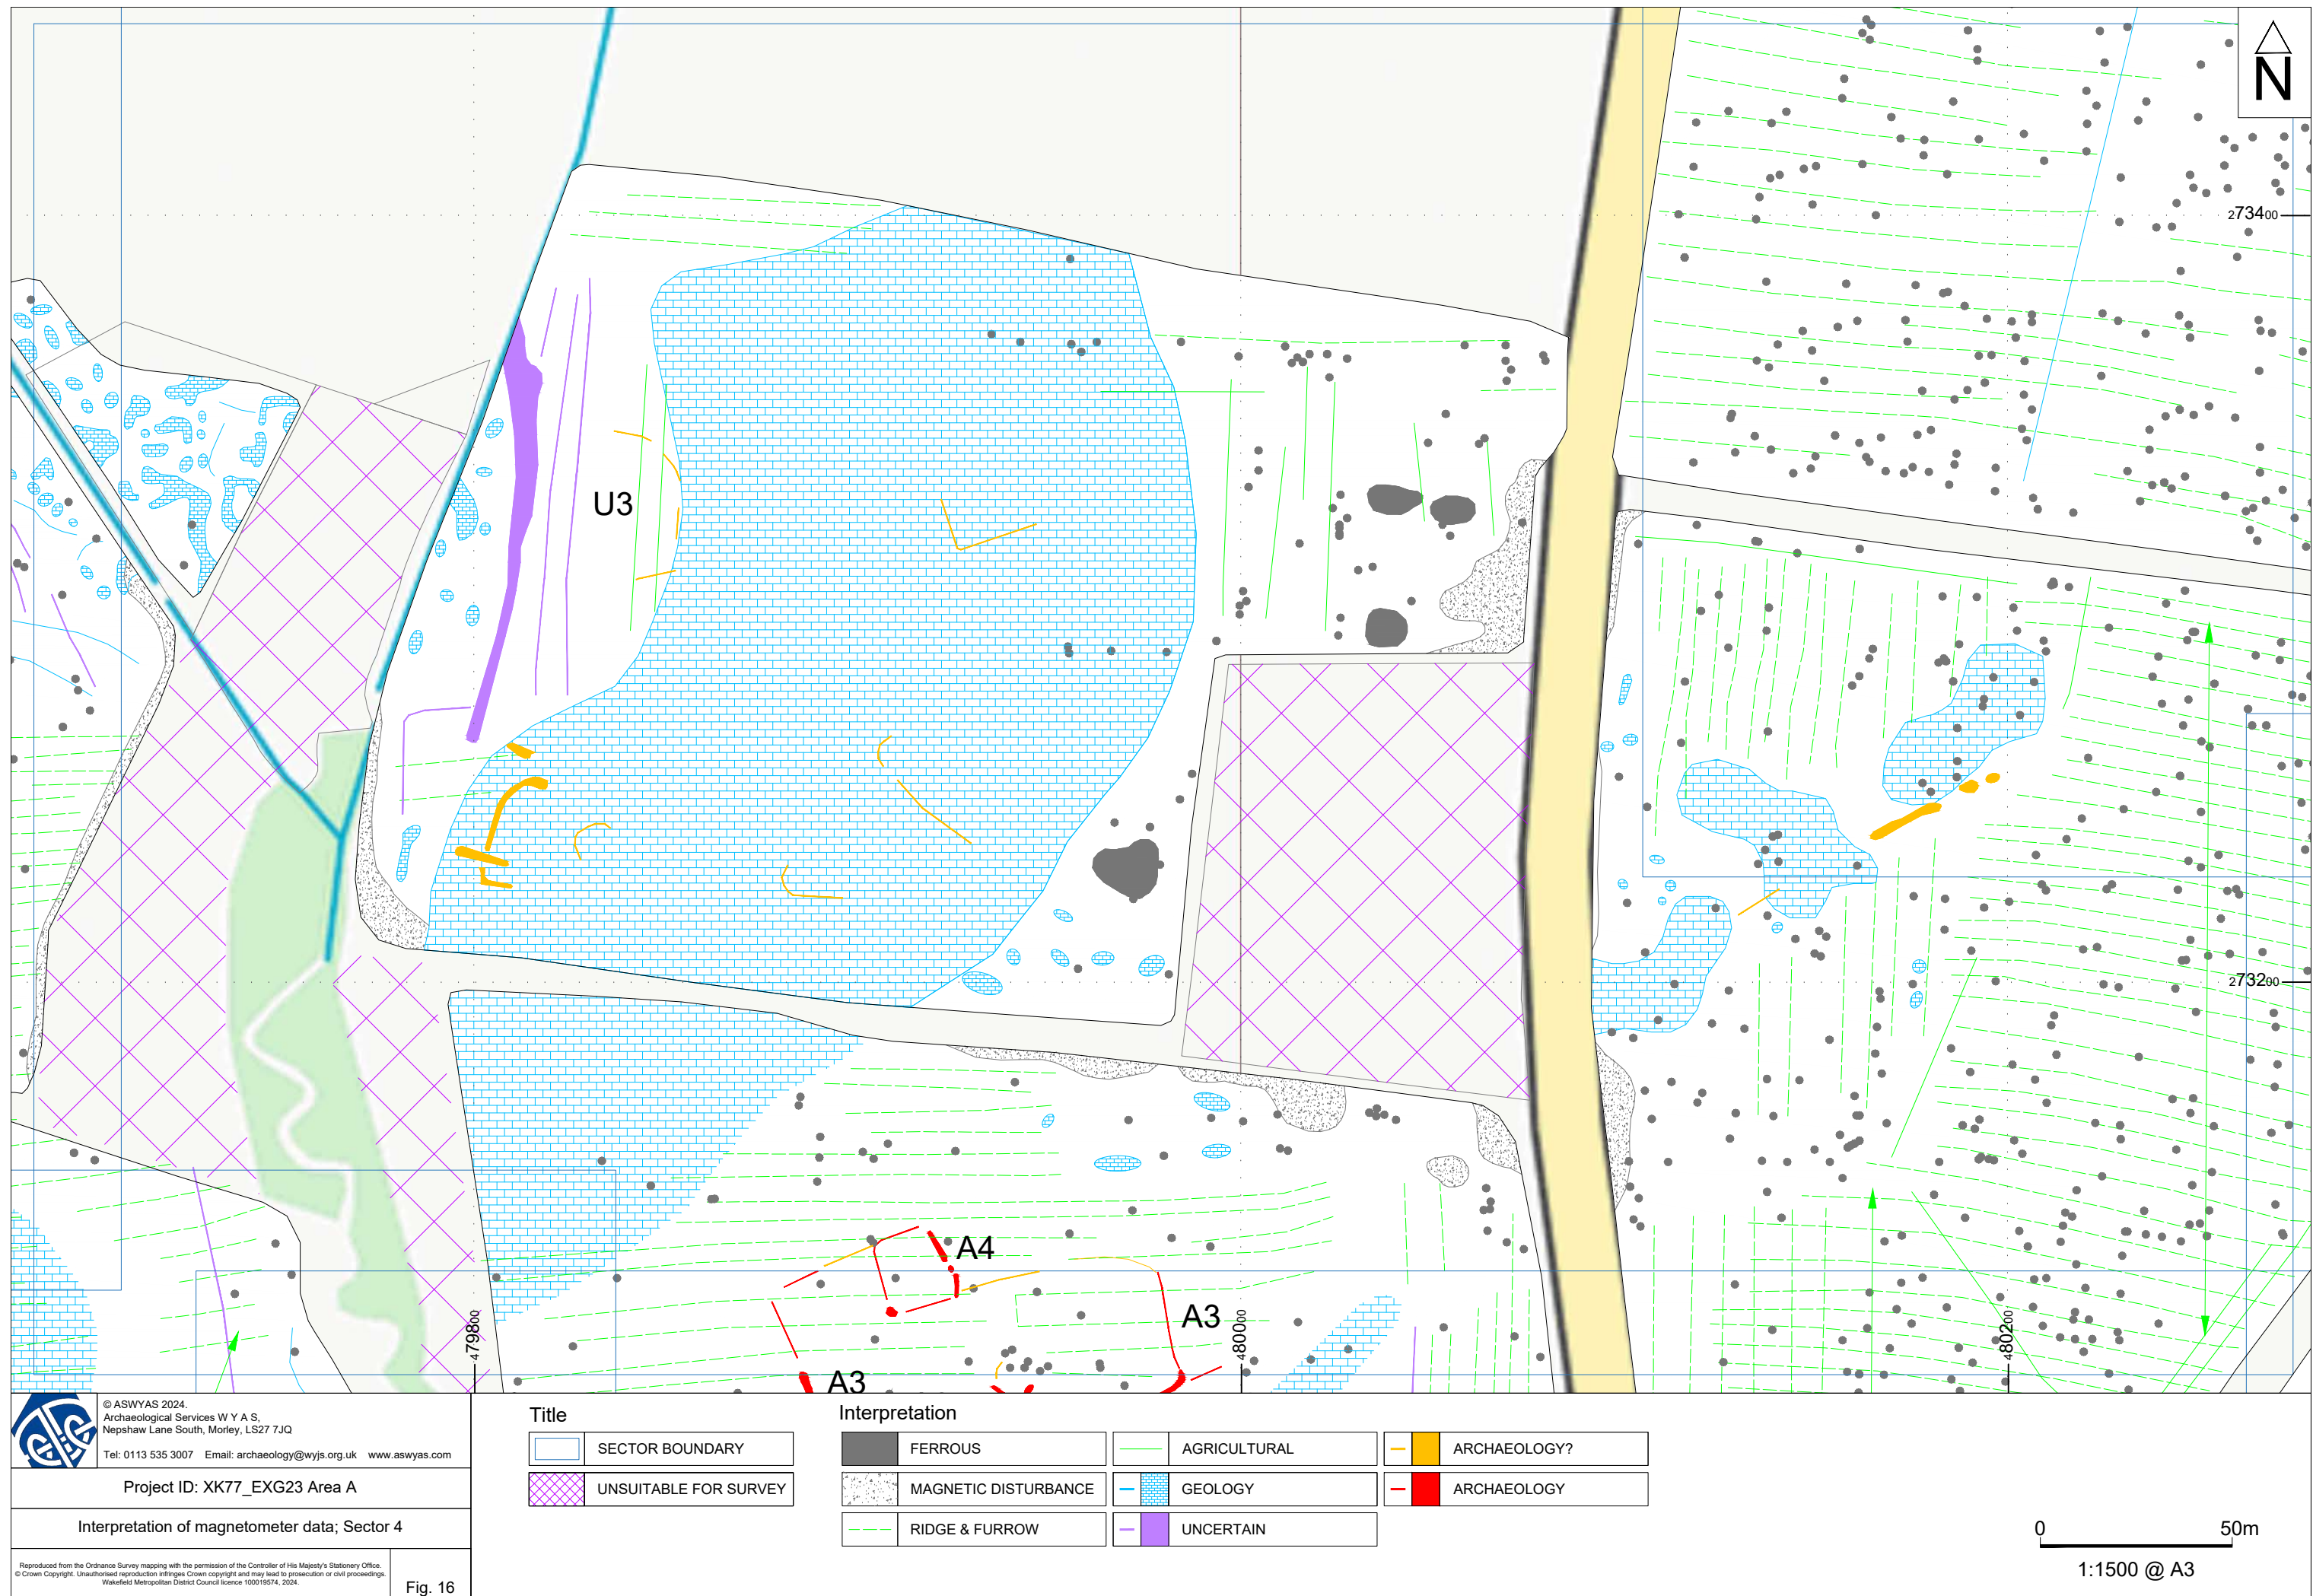 N
273400
U3
273200
A4
A3
A3
479800
480000
480200
© ASWYAS 2024.
Archaeological Services W Y A S,
Nepshaw Lane South, Morley, LS27 7JQ
Tel: 0113 535 3007 Email: archaeology@wyjs.org.uk www.aswyas.com
Project ID: XK77_EXG23 Area A
Interpretation of magnetometer data; Sector 4
Reproduced from the Ordnance Survey mapping with the permission of the Controller of His Majesty's Stationery Office.
© Crown Copyright. Unauthorised reproduction infringes Crown copyright and may lead to prosecution or civil proceedings.
Wakefield Metropolitan District Council licence 100019574, 2024.
Fig. 16
Title
SECTOR BOUNDARY
UNSUITABLE FOR SURVEY
Interpretation
FERROUS
MAGNETIC DISTURBANCE
RIDGE & FURROW
AGRICULTURAL
GEOLOGY
UNCERTAIN
ARCHAEOLOGY?
ARCHAEOLOGY
0 50m
1:1500 @ A3